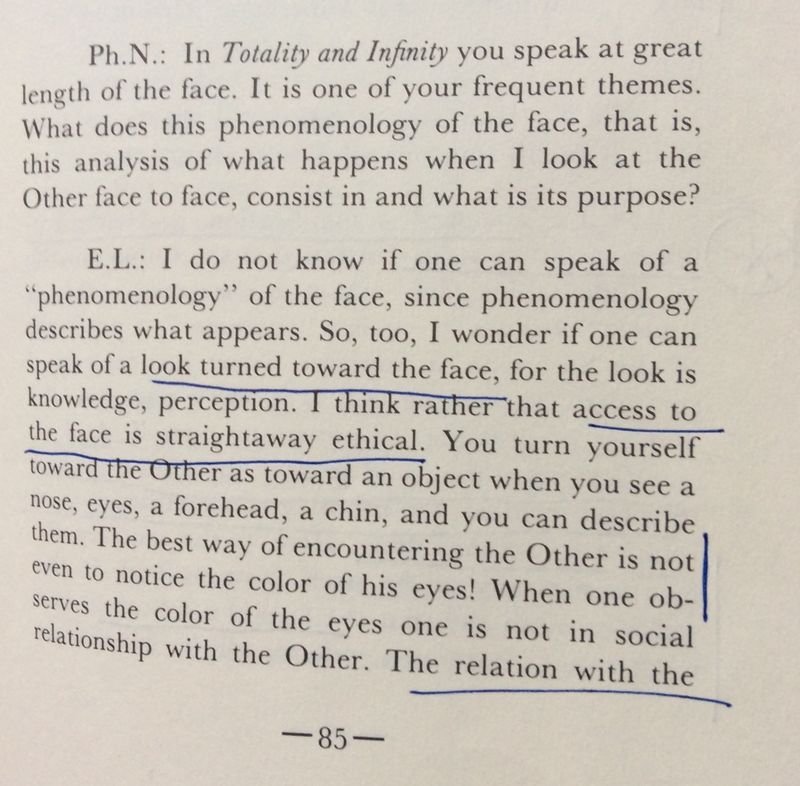 Ph.N.: In Totality and Infinity you speak at great
length of the face. It is one of your frequent themes.
What does this phenomenology of the face, that is,
this analysis of what happens when I look at the
Other face to face, consist in and what is its purpose?
E.L.: I do not know if one can speak of a
“phenomenology” of the face, since phenomenology
describes what appears. So, too, I wonder if one can
speak of a look turned toward the face, for the look is
knowledge, perception. I think rather that access to
the face is straightaway ethical. You turn yourself
toward the Other as toward an object when you see a
nose, eyes, a forehead, a chin, and you can describe
them. The best way of encountering the Other is not
even to notice the color of his eyes! When one ob-
serves the color of the eyes one is not in social
relationship with the Other. The relation with the
—85—